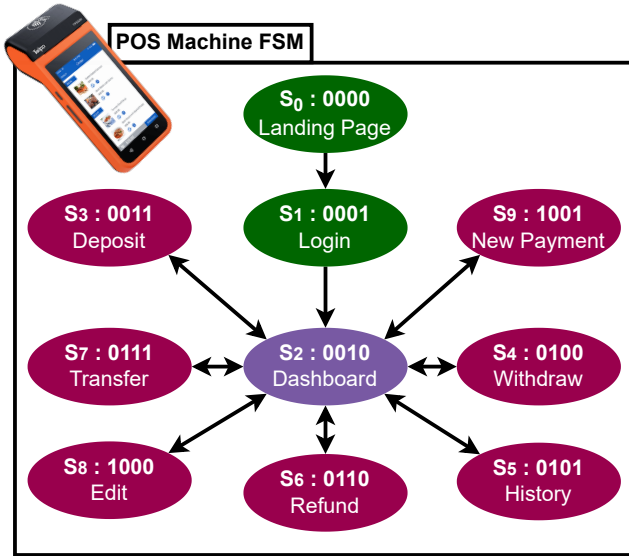 POS Machine FSM
S0 : 0000
Landing Page
S3 : 0011
Deposit
S1 : 0001
Login
S9 : 1001
New Payment
S7 : 0111
Transfer
S2 : 0010
Dashboard
S4 : 0100
Withdraw
S8 : 1000
Edit
S6 : 0110
Refund
S5 : 0101
History